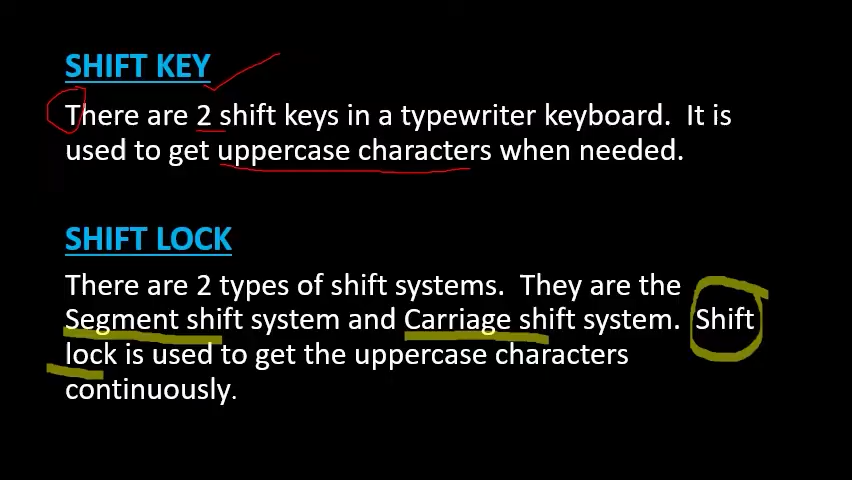 SHIFT KEY
There are 2 shift keys in a typewriter keyboard.  It is
used to get uppercase characters when needed.
SHIFT LOCK
There are 2 types of shift systems.  They are the
Segment shift system and Carriage shift system.  Shift
lock is used to get the uppercase characters
continuously.